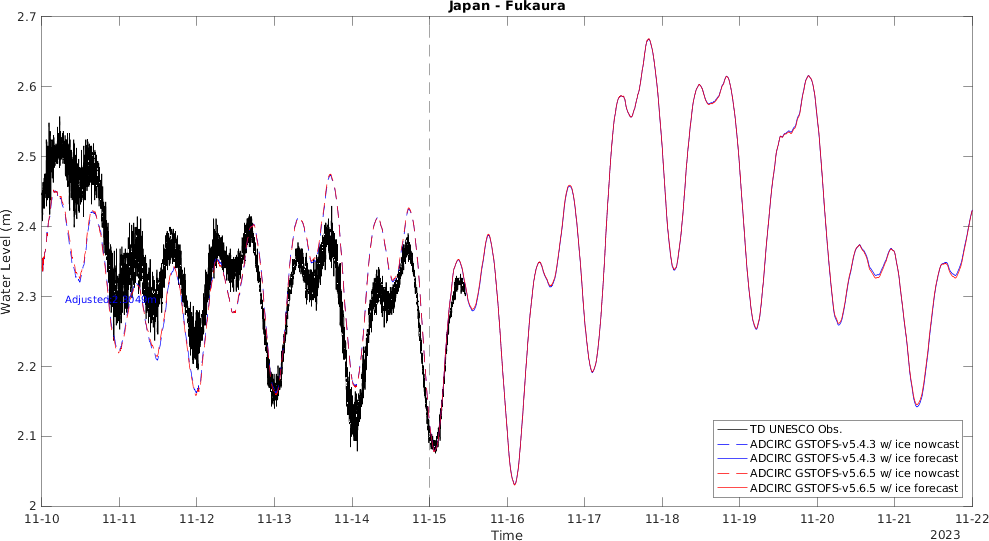 Japan - Fukaura
Water Level (m)
2.7
2.6
2.5
2.4
2.3
2.2
2.1
2
Adjusted
TD UNESCO Obs.
ADCIRC GSTOFS-v5.4.3 w/ ice nowcast
ADCIRC GSTOFS-v5.4.3 w/ ice forecast
ADCIRC GSTOFS-v5.6.5 w/ ice nowcast
ADCIRC GSTOFS-v5.6.5 w/ ice forecast
11-10 11-11 11-12 11-13 11-14 11-15 11-16 11-17 11-18 11-19 11-20 11-21 11-22
Time
2023